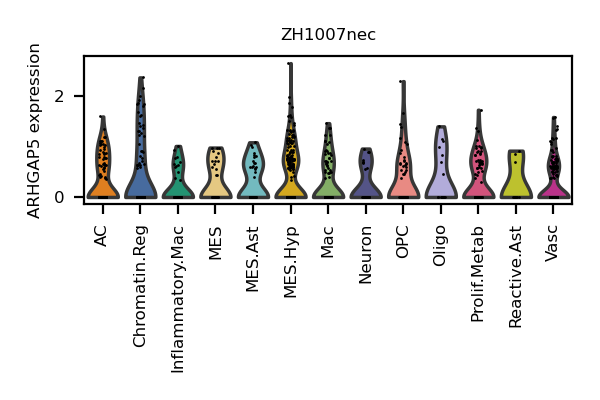 ZH1007nec
ARHGAP5 expression
2
0
AC
Chromatin.Reg
Inflammatory.Mac
MES
MES.Ast
MES.Hyp
Mac
Neuron
OPC
Oligo
Prolif.Metab
Reactive.Ast
Vasc